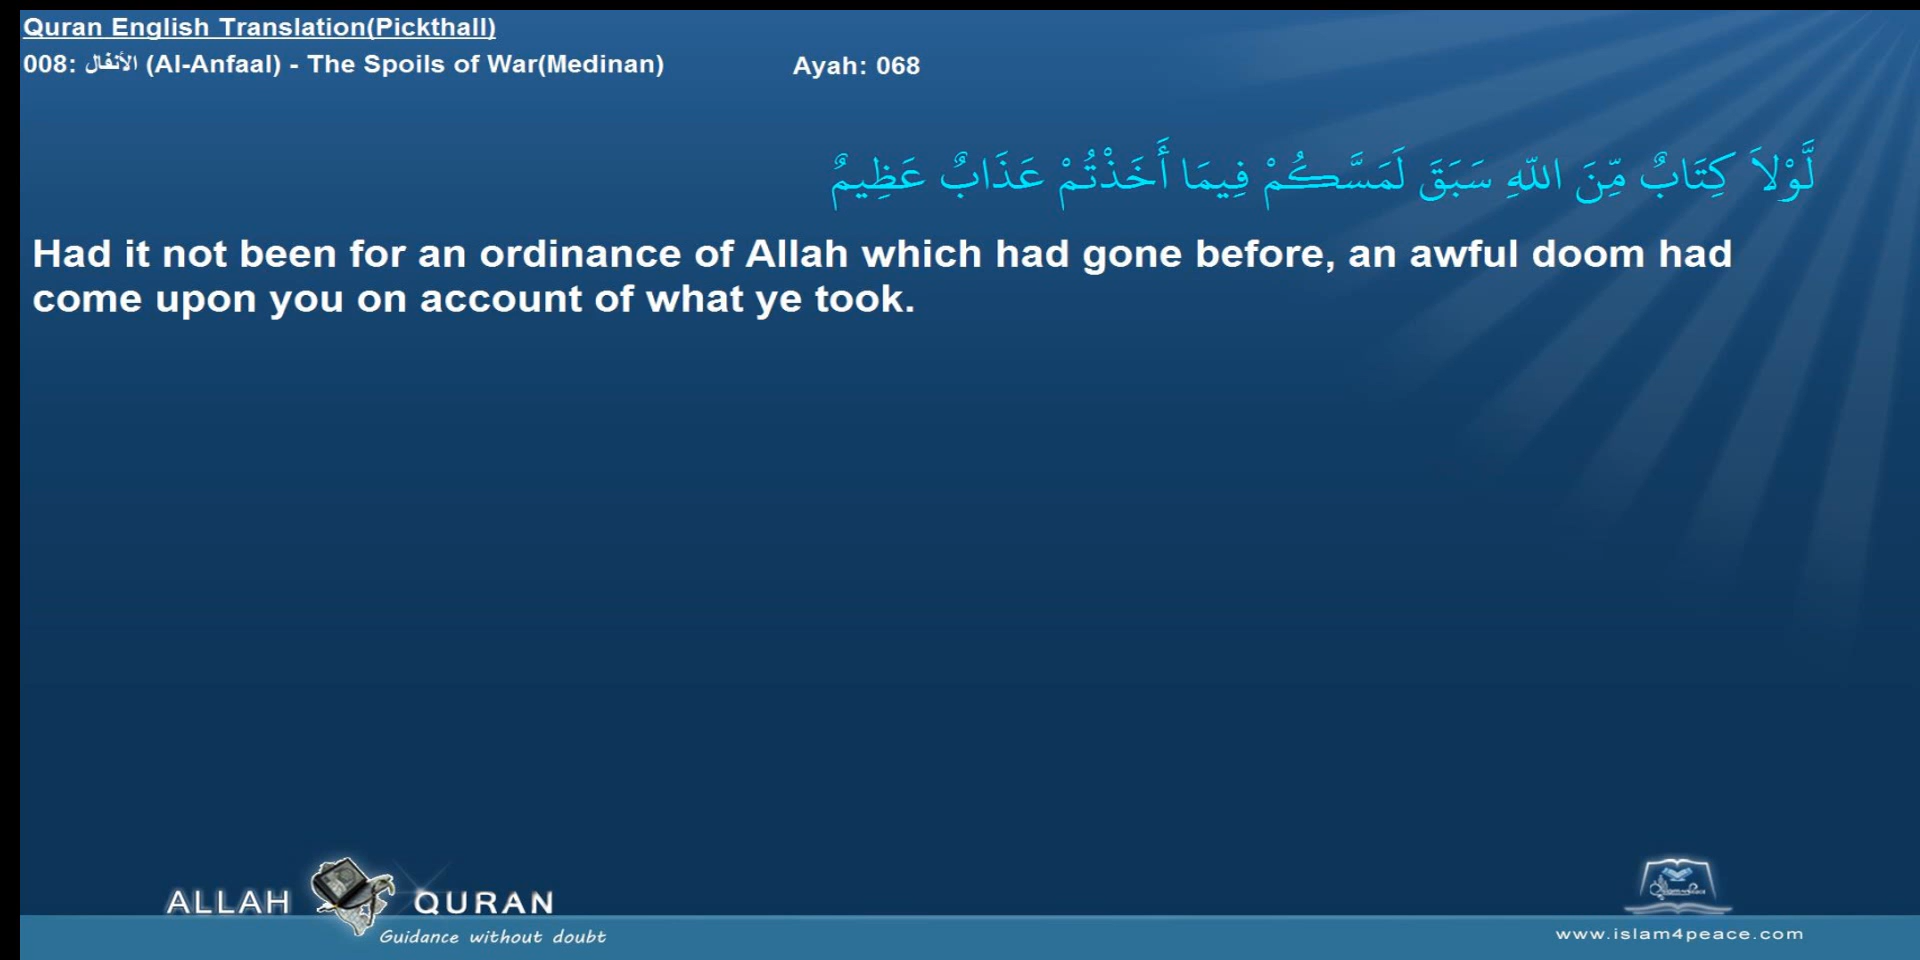 Quran English Translation(Pickthall)
008: الأنفال (Al-Anfaal) - The Spoils of War(Medinan) Ayah: 068
لَّوْلاَ كِتَابٌ مِّنَ اللّهِ سَبَقَ لَمَسَّكُمْ فِيمَا أَخَذْتُمْ عَذَابٌ عَظِيمٌ
Had it not been for an ordinance of Allah which had gone before, an awful doom had
come upon you on account of what ye took.
ALLAH QURAN
Guidance without doubt
www.islam4peace.com